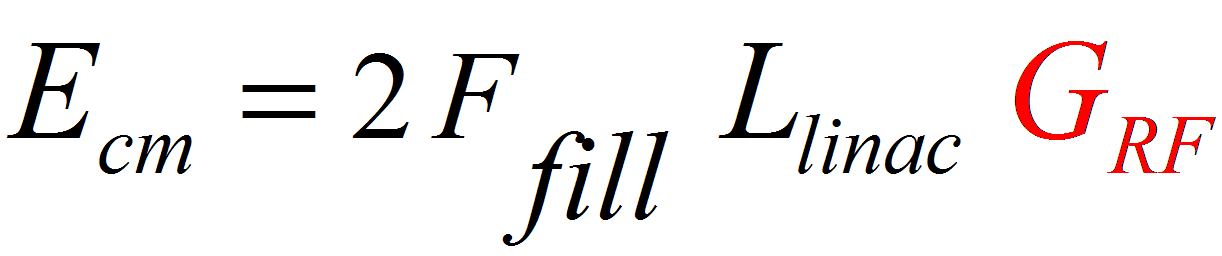 E_cm = 2 F_fill L_linac G_RF